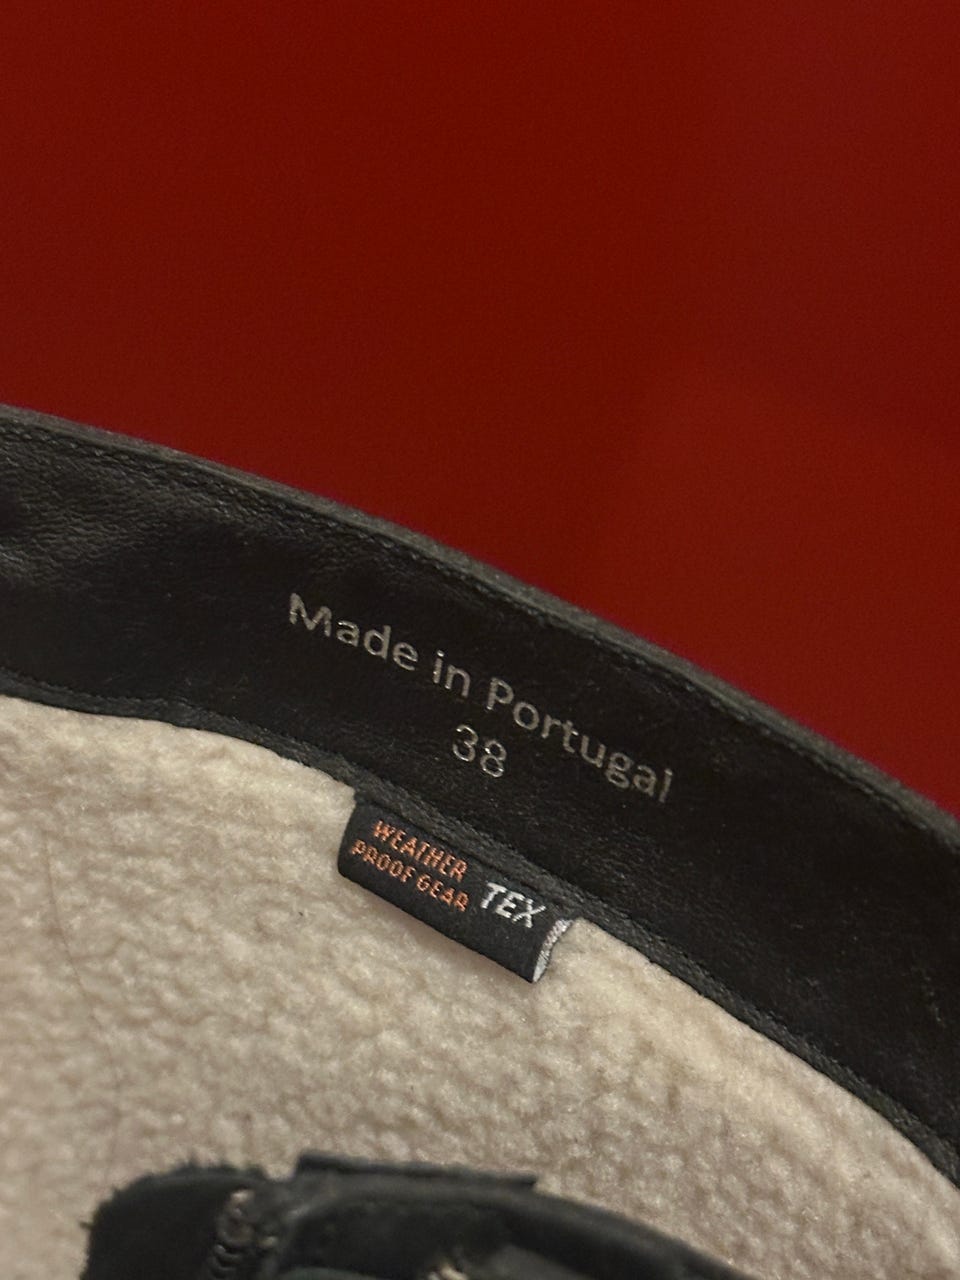 Made in Portugal
38
WEATHER
PROOF GEAR
TEX